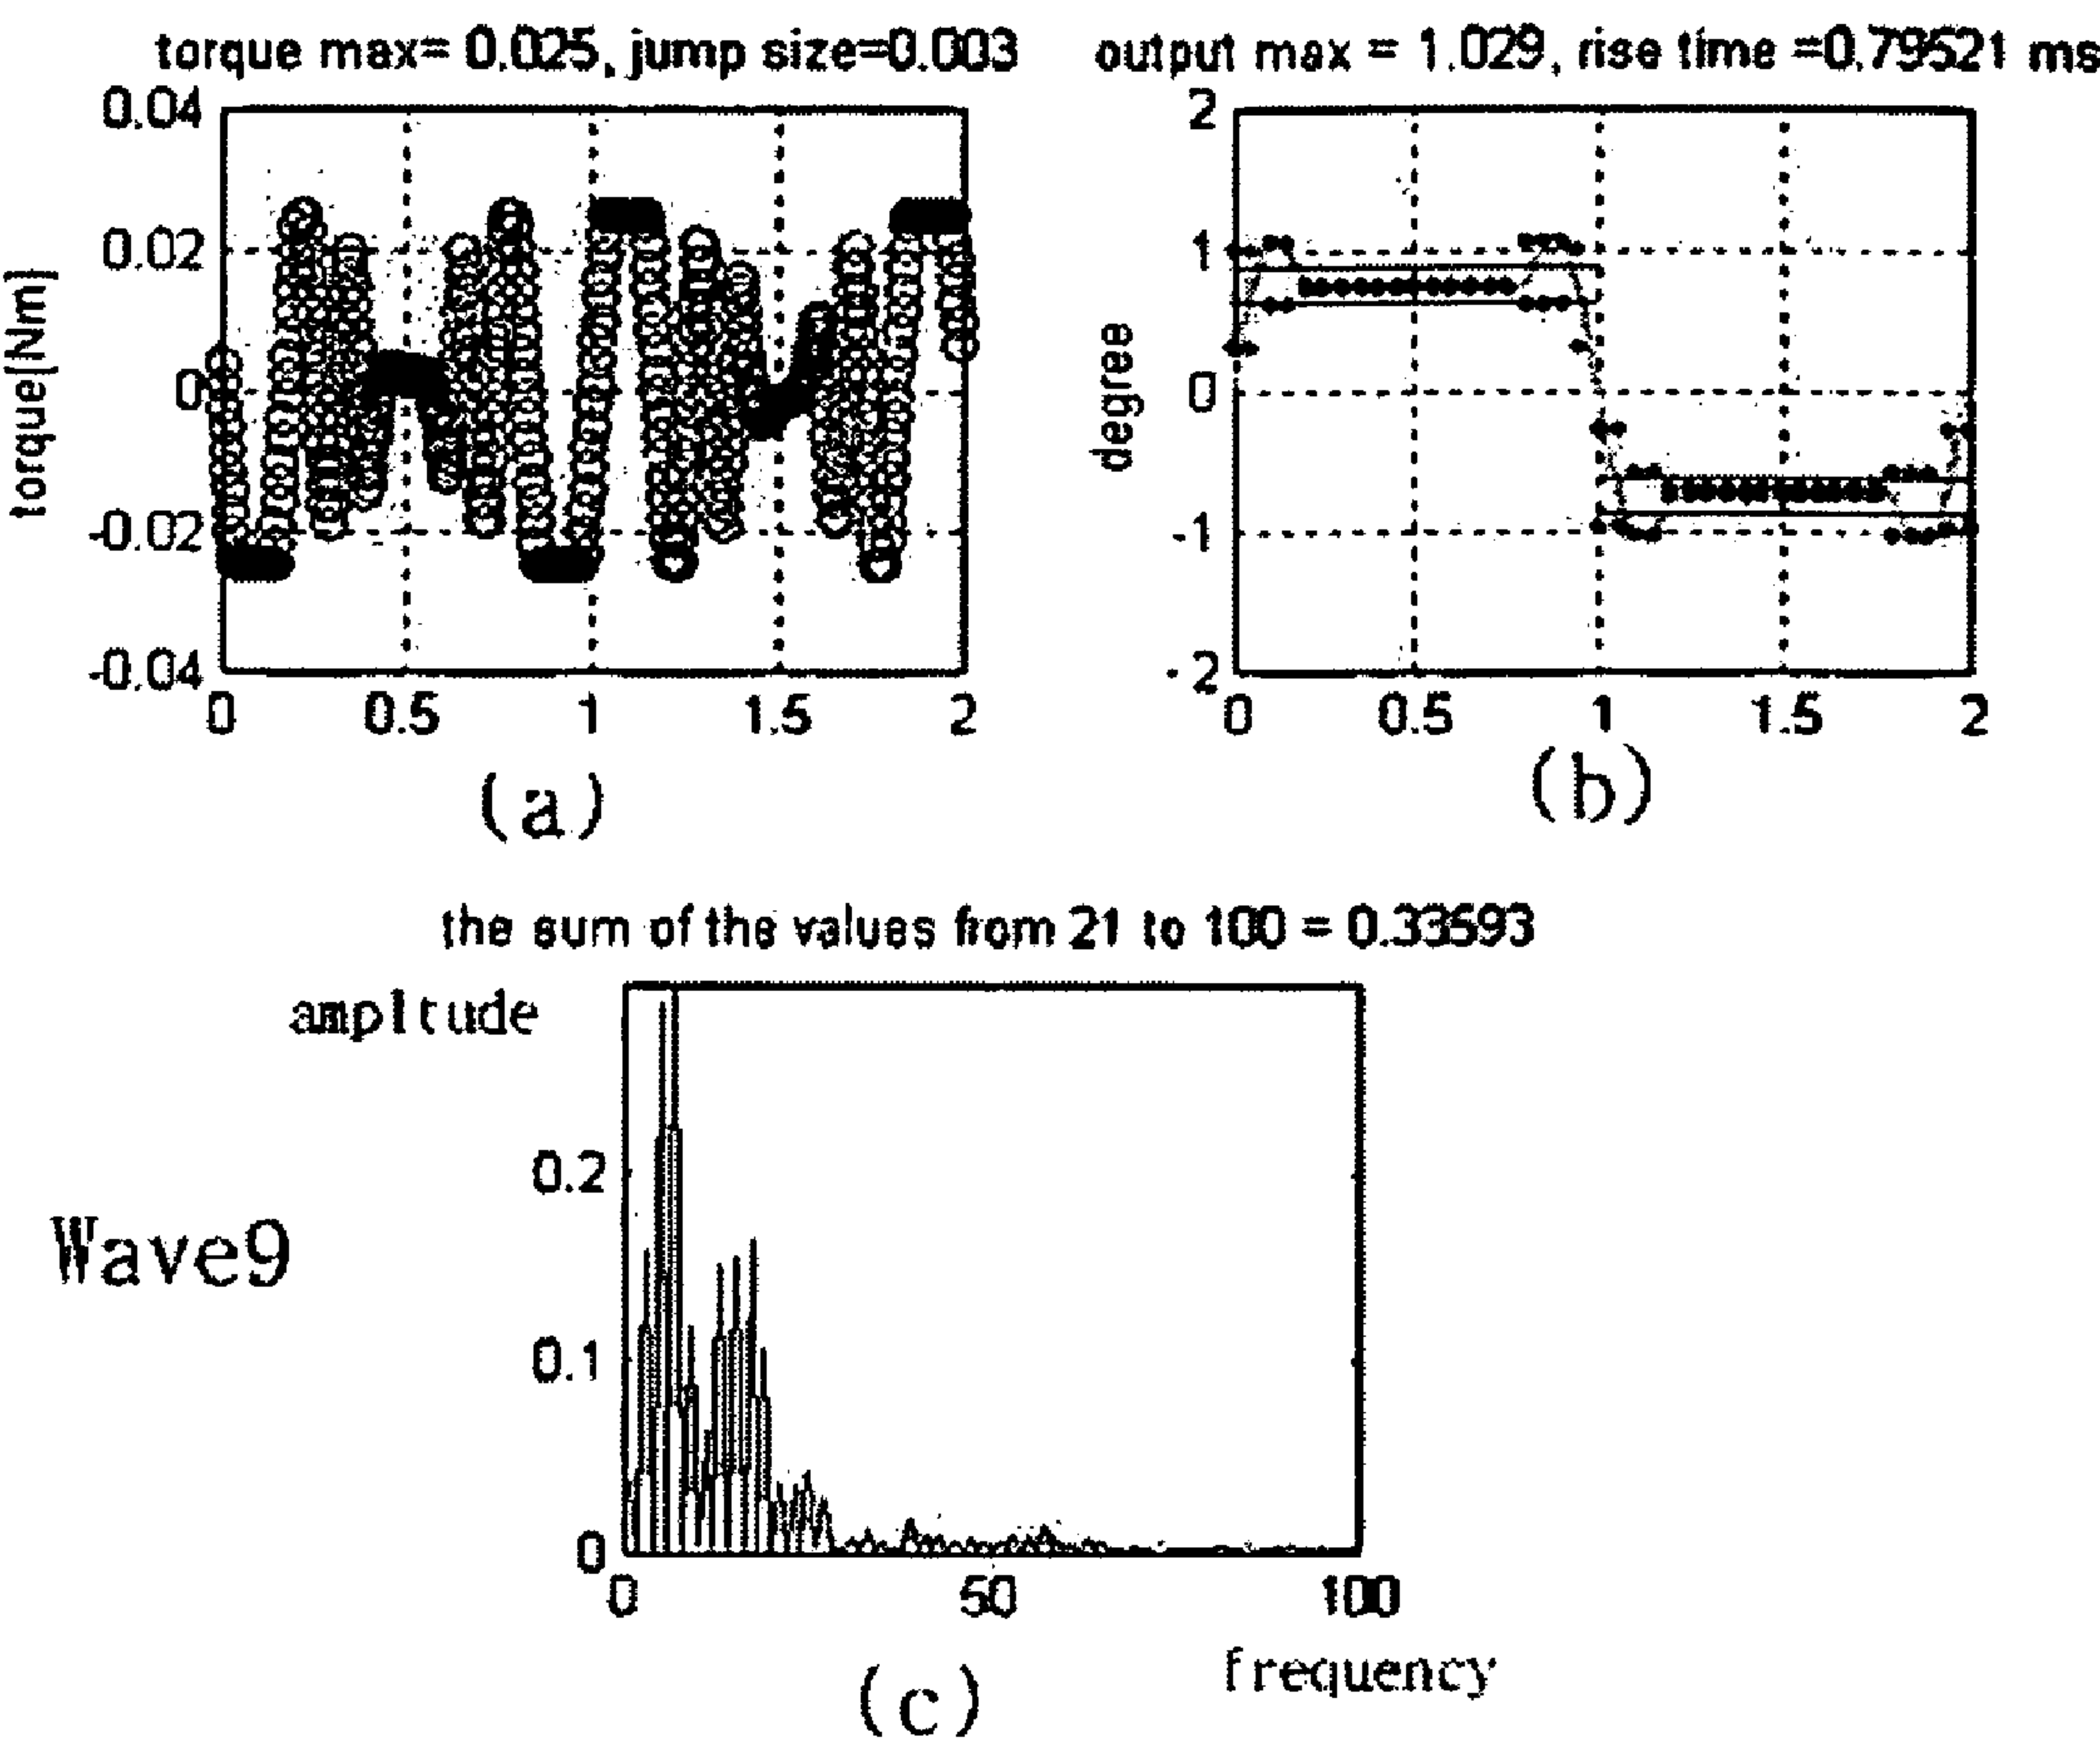 torque max= 0.025, jump size=0.003
0.04
0.02
0
-0.02
-0.04
torque[Nm]
0 0.5 1 1.5 2
(a)
output max = 1.029, rise time =0.79521 ms
2
1
0
-1
-2
degree
0 0.5 1 1.5 2
(b)
the sum of the values from 21 to 100 = 0.33593
amplitude
0.2
0.1
0
Wave9
0 50 100
frequency
(c)